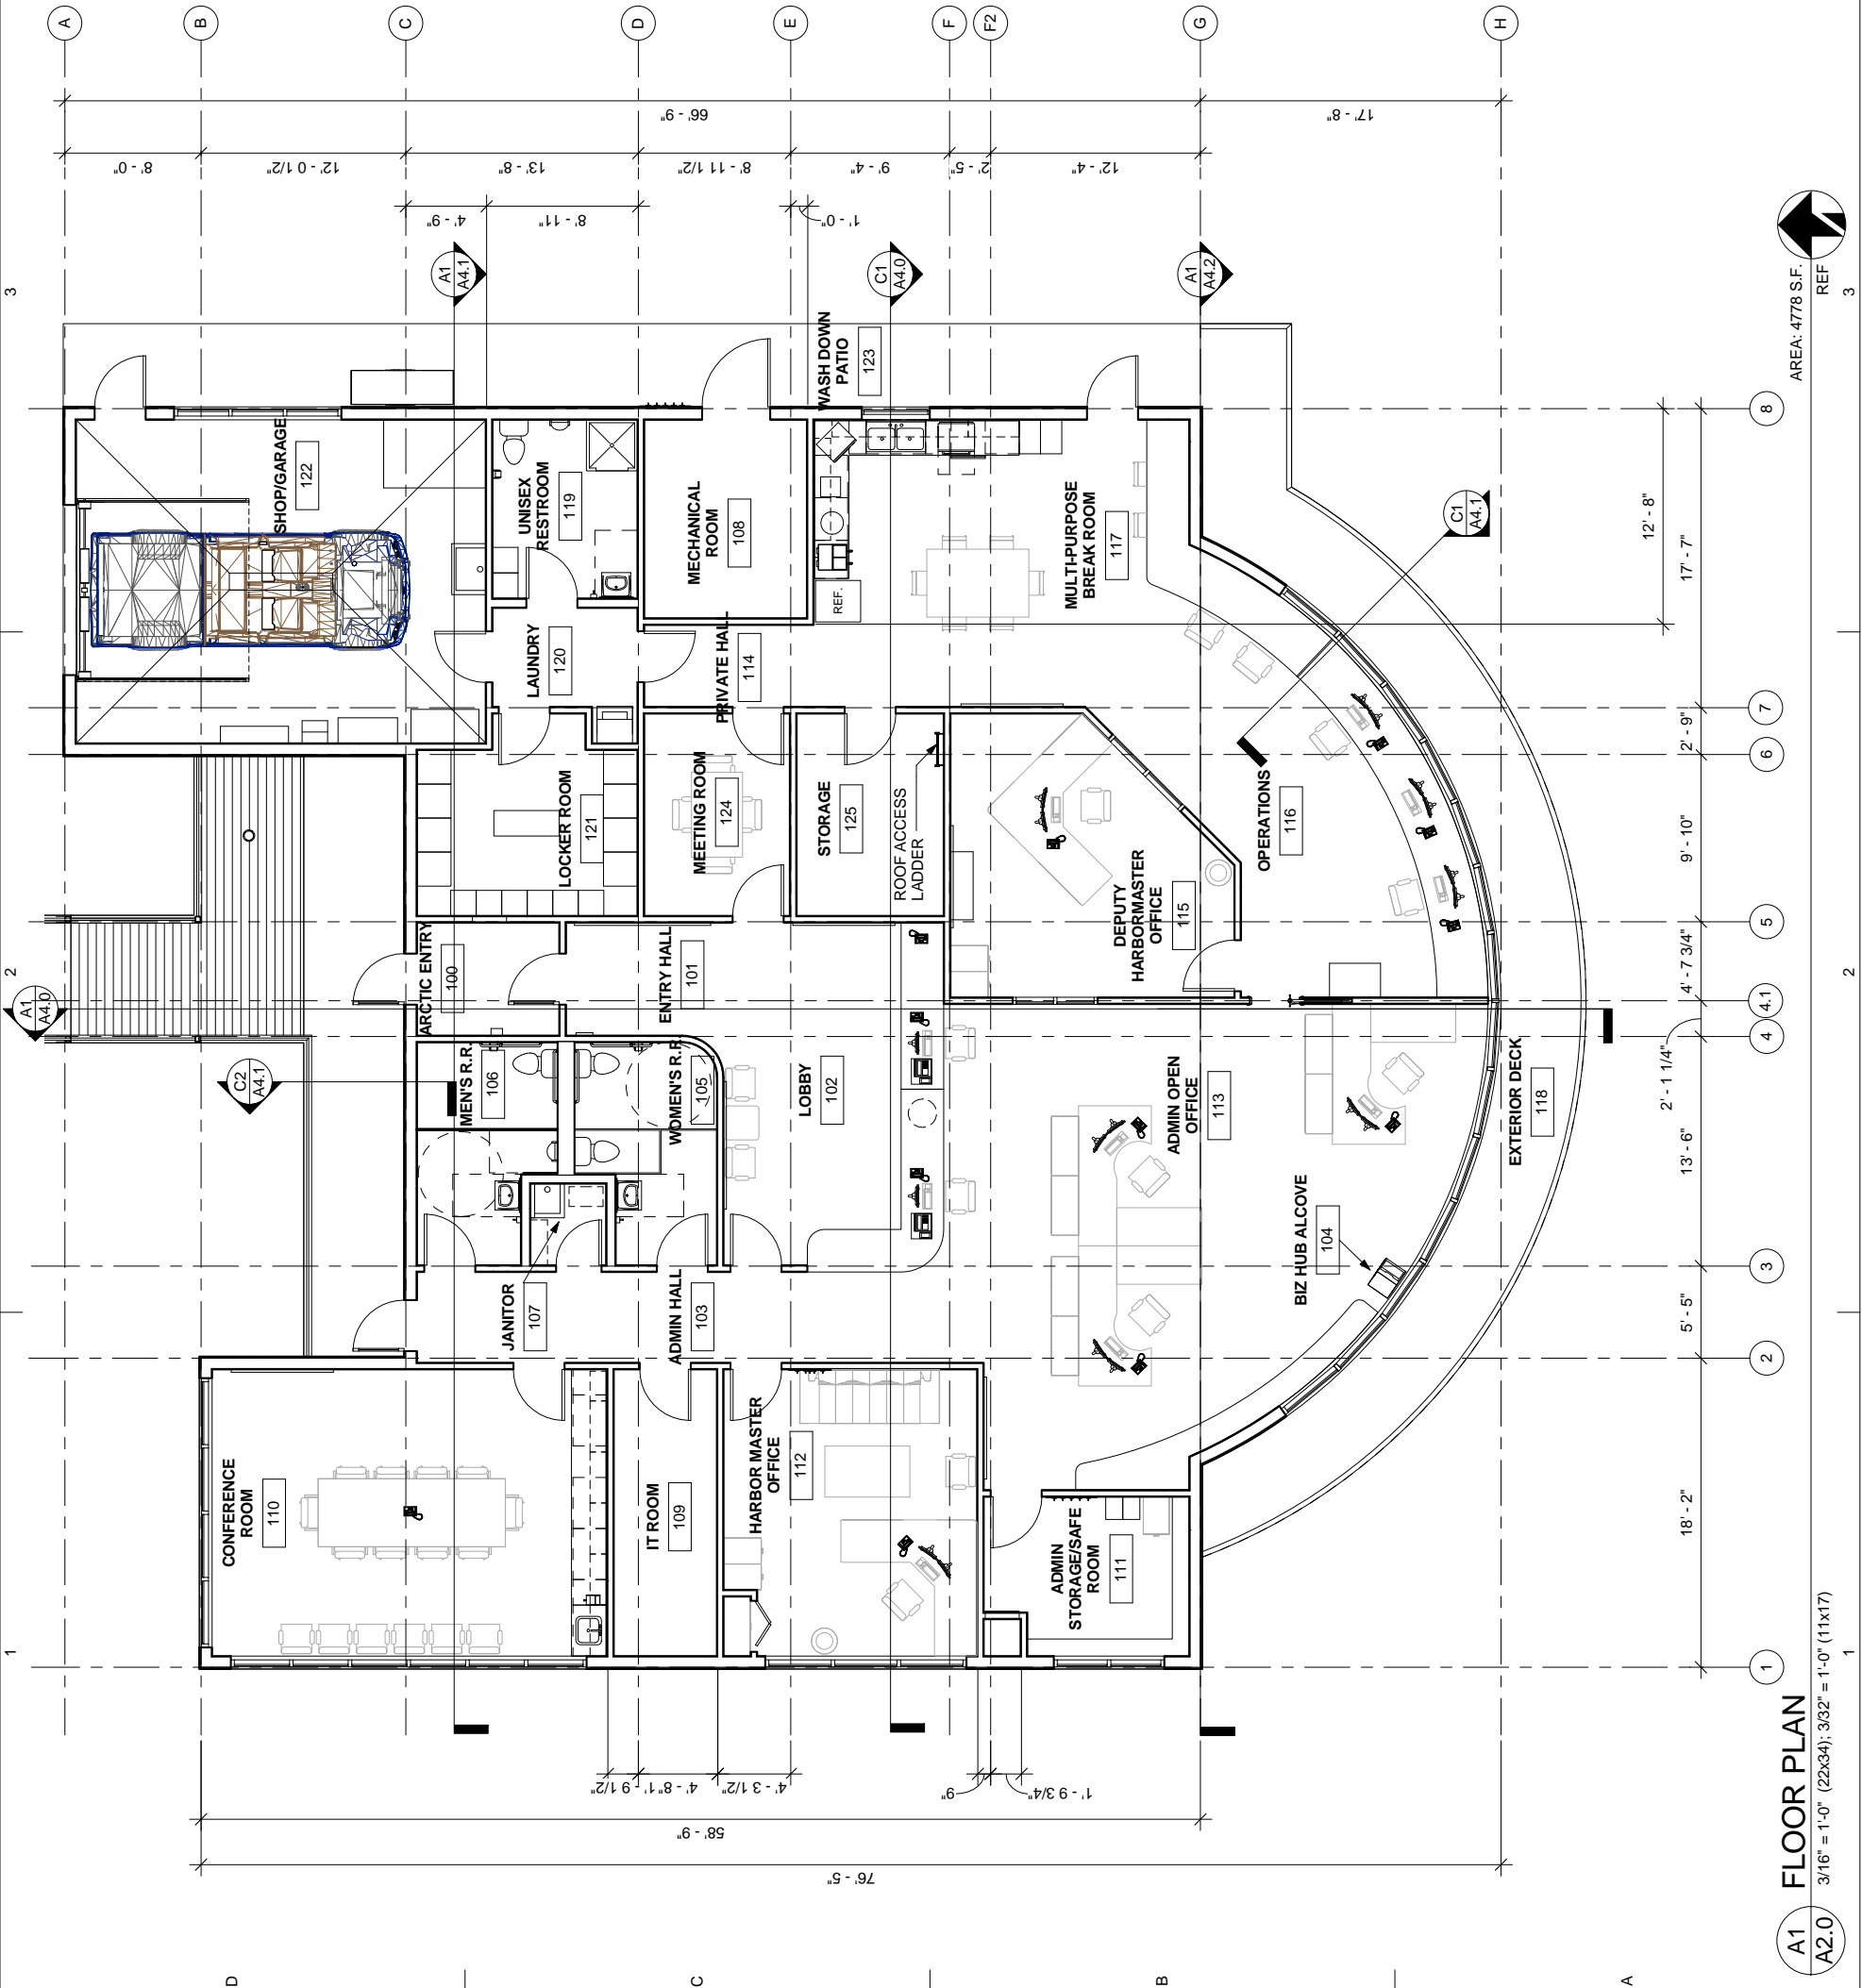 A
B
C
D
E
F
F2
G
H
66' - 9"
17' - 8"
8' - 0"
12' - 0 1/2"
13' - 8"
8' - 11 1/2"
9' - 4"
2' - 5"
12' - 4"
4' - 9"
8' - 11"
1' - 0"
3
2
1
A1
A4.1
C1
A4.0
A1
A4.2
C1
A4.1
A1
A4.0
C2
A4.1
SHOP/GARAGE
122
UNISEX
RESTROOM
119
MECHANICAL
ROOM
108
WASH DOWN
PATIO
123
REF.
MULTI-PURPOSE
BREAK ROOM
117
LAUNDRY
120
PRIVATE HALL
114
LOCKER ROOM
121
MEETING ROOM
124
STORAGE
125
ROOF ACCESS
LADDER
DEPUTY
HARBORMASTER
OFFICE
115
OPERATIONS
116
ARCTIC ENTRY
100
ENTRY HALL
101
MEN'S R.R.
106
WOMEN'S R.R.
105
LOBBY
102
ADMIN OPEN
OFFICE
113
EXTERIOR DECK
118
BIZ HUB ALCOVE
104
JANITOR
107
ADMIN HALL
103
CONFERENCE
ROOM
110
IT ROOM
109
HARBOR MASTER
OFFICE
112
ADMIN
STORAGE/SAFE
ROOM
111
12' - 8"
17' - 7"
2' - 9"
9' - 10"
4' - 7 3/4"
2' - 1 1/4"
13' - 6"
5' - 5"
18' - 2"
8
7
6
5
4.1
4
3
2
1
1' - 9 1/2"
4' - 8"
4' - 3 1/2"
9"
1' - 9 3/4"
58' - 9"
76' - 5"
AREA: 4778 S.F.
REF
3
2
1
D
C
B
A
A1
A2.0
FLOOR PLAN
3/16" = 1'-0" (22x34); 3/32" = 1'-0" (11x17)